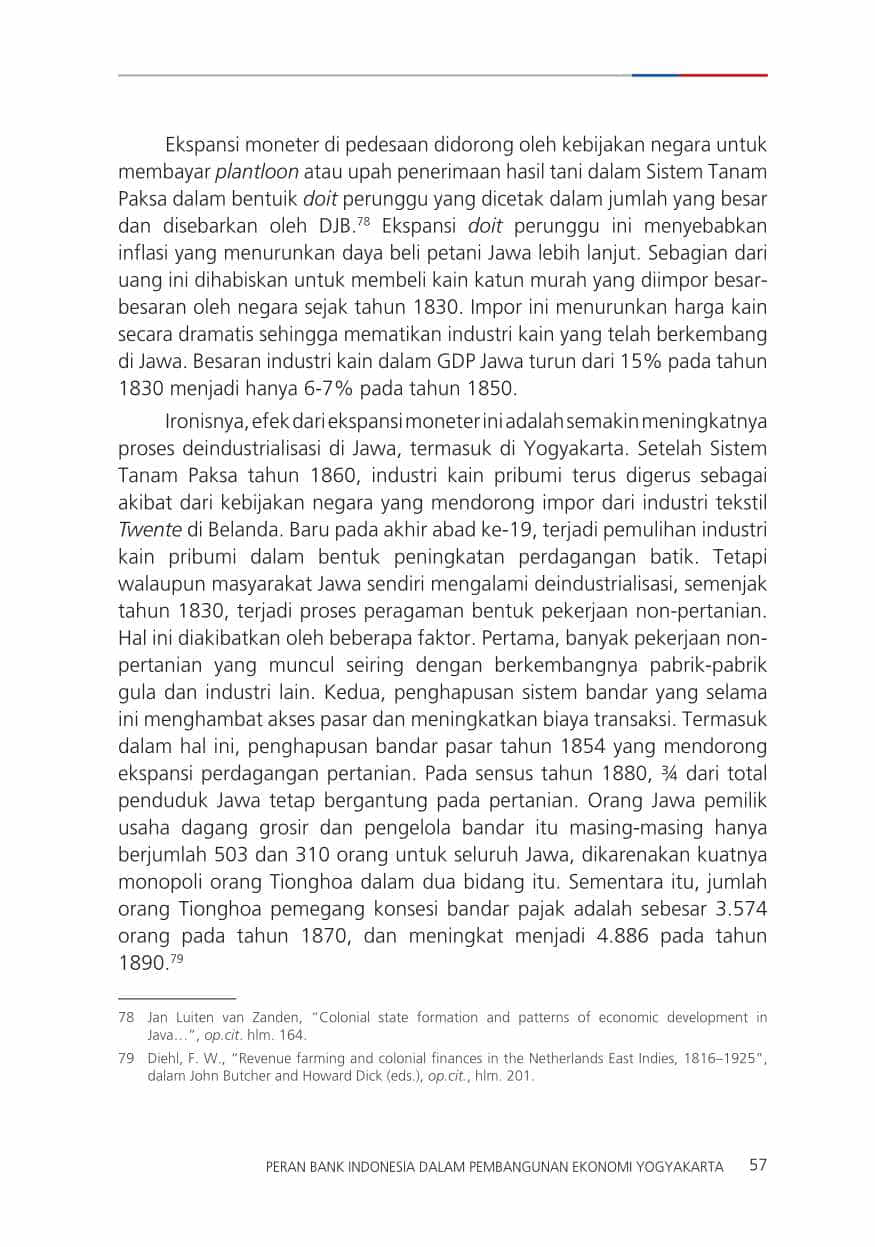 Ekspansi moneter di pedesaan didorong oleh kebijakan negara untuk
membayar plantloon atau upah penerimaan hasil tani dalam Sistem Tanam
Paksa dalam bentuik doit perunggu yang dicetak dalam jumlah yang besar
dan disebarkan oleh DJB.78 Ekspansi doit perunggu ini menyebabkan
inflasi yang menurunkan daya beli petani Jawa lebih lanjut. Sebagian dari
uang ini dihabiskan untuk membeli kain katun murah yang diimpor besar-
besaran oleh negara sejak tahun 1830. Impor ini menurunkan harga kain
secara dramatis sehingga mematikan industri kain yang telah berkembang
di Jawa. Besaran industri kain dalam GDP Jawa turun dari 15% pada tahun
1830 menjadi hanya 6-7% pada tahun 1850.
Ironisnya, efek dari ekspansi moneter ini adalah semakin meningkatnya
proses deindustrialisasi di Jawa, termasuk di Yogyakarta. Setelah Sistem
Tanam Paksa tahun 1860, industri kain pribumi terus digerus sebagai
akibat dari kebijakan negara yang mendorong impor dari industri tekstil
Twente di Belanda. Baru pada akhir abad ke-19, terjadi pemulihan industri
kain pribumi dalam bentuk peningkatan perdagangan batik. Tetapi
walaupun masyarakat Jawa sendiri mengalami deindustrialisasi, semenjak
tahun 1830, terjadi proses peragaman bentuk pekerjaan non-pertanian.
Hal ini diakibatkan oleh beberapa faktor. Pertama, banyak pekerjaan non-
pertanian yang muncul seiring dengan berkembangnya pabrik-pabrik
gula dan industri lain. Kedua, penghapusan sistem bandar yang selama
ini menghambat akses pasar dan meningkatkan biaya transaksi. Termasuk
dalam hal ini, penghapusan bandar pasar tahun 1854 yang mendorong
ekspansi perdagangan pertanian. Pada sensus tahun 1880, ¾ dari total
penduduk Jawa tetap bergantung pada pertanian. Orang Jawa pemilik
usaha dagang grosir dan pengelola bandar itu masing-masing hanya
berjumlah 503 dan 310 orang untuk seluruh Jawa, dikarenakan kuatnya
monopoli orang Tionghoa dalam dua bidang itu. Sementara itu, jumlah
orang Tionghoa pemegang konsesi bandar pajak adalah sebesar 3.574
orang pada tahun 1870, dan meningkat menjadi 4.886 pada tahun
1890.79
78 Jan Luiten van Zanden, “Colonial state formation and patterns of economic development in
Java…”, op.cit. hlm. 164.
79 Diehl, F. W., “Revenue farming and colonial finances in the Netherlands East Indies, 1816–1925”,
dalam John Butcher and Howard Dick (eds.), op.cit., hlm. 201.
PERAN BANK INDONESIA DALAM PEMBANGUNAN EKONOMI YOGYAKARTA 57